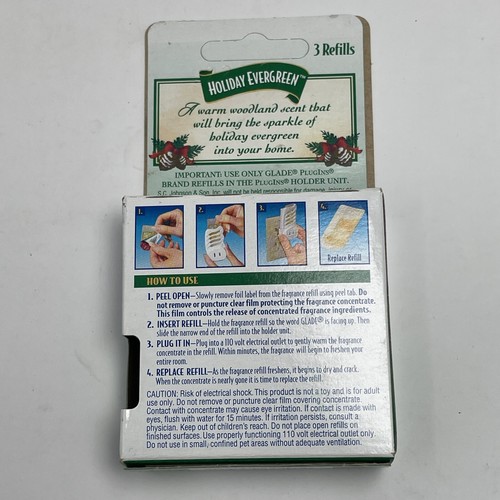 3 Refills
HOLIDAY EVERGREEN™
A warm woodland scent that
will bring the sparkle of
holiday evergreen
into your home.
IMPORTANT: USE ONLY GLADE® PLUGINS®
BRAND REFILLS IN THE PLUGINS® HOLDER UNIT.
S.C. Johnson & Son, Inc. will not be held responsible for damage, injury, or
1.
2.
3.
4.
Replace Refill
HOW TO USE
1. PEEL OPEN—Slowly remove foil label from the fragrance refill using peel tab. Do
not remove or puncture clear film protecting the fragrance concentrate.
This film controls the release of concentrated fragrance ingredients.
2. INSERT REFILL—Hold the fragrance refill so the word GLADE® is facing up. Then
slide the narrow end of the refill into the holder unit.
3. PLUG IT IN—Plug into a 110 volt electrical outlet to gently warm the fragrance
concentrate in the refill. Within minutes, the fragrance will begin to freshen your
entire room.
4. REPLACE REFILL—As the fragrance refill freshens, it begins to dry and crack.
When the concentrate is nearly gone it is time to replace the refill.
CAUTION: Risk of electrical shock. This product is not a toy and is for adult
use only. Do not remove or puncture clear film covering concentrate.
Contact with concentrate may cause eye irritation. If contact is made with
eyes, flush with water for 15 minutes. If irritation persists, consult a
physician. Keep out of children's reach. Do not place open refills on
finished surfaces. Use properly functioning 110 volt electrical outlet only.
Do not use in small, confined pet areas without adequate ventilation.